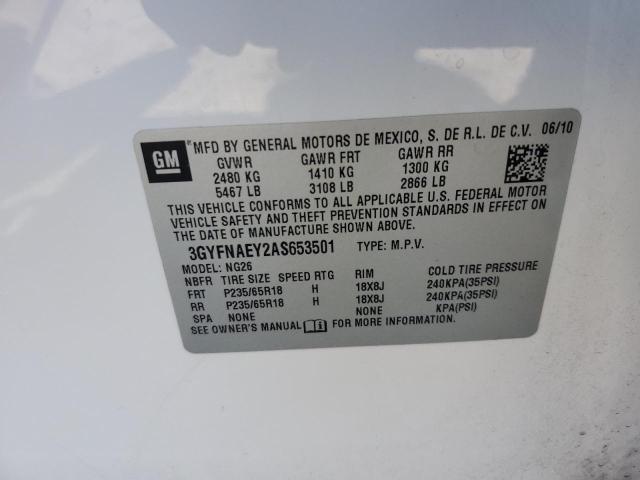 GM
MFD BY GENERAL MOTORS DE MEXICO, S. DE R.L. DE C.V. 06/10
GVWR GAWR FRT GAWR RR
2480 KG 1410 KG 1300 KG
5467 LB 3108 LB 2866 LB
THIS VEHICLE CONFORMS TO ALL APPLICABLE U.S. FEDERAL MOTOR
VEHICLE SAFETY AND THEFT PREVENTION STANDARDS IN EFFECT ON
THE DATE OF MANUFACTURE SHOWN ABOVE.
3GYFNAEY2AS653501 TYPE: M.P.V.
MODEL: NG26
NBFR TIRE SIZE SPEED RTG RIM COLD TIRE PRESSURE
FRT P235/65R18 H 18X8J 240KPA(35PSI)
RR P235/65R18 H 18X8J 240KPA(35PSI)
SPA NONE NONE KPA(PSI)
SEE OWNER'S MANUAL FOR MORE INFORMATION.